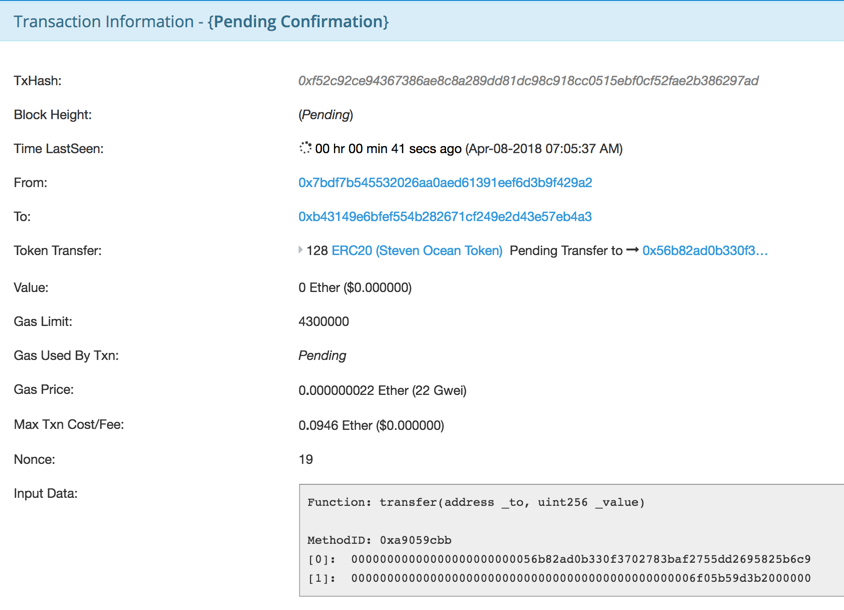 Transaction Information - {Pending Confirmation}
TxHash: 0xf52c92ce94367386ae8c8a289dd81dc98c918cc0515ebf0cf52fae2b386297ad
Block Height: (Pending)
Time LastSeen: 00 hr 00 min 41 secs ago (Apr-08-2018 07:05:37 AM)
From: 0x7bdf7b545532026aa0aed61391eef6d3b9f429a2
To: 0xb43149e6bfef554b282671cf249e2d43e57eb4a3
Token Transfer: 128 ERC20 (Steven Ocean Token) Pending Transfer to → 0x56b82ad0b330f3...
Value: 0 Ether ($0.000000)
Gas Limit: 4300000
Gas Used By Txn: Pending
Gas Price: 0.000000022 Ether (22 Gwei)
Max Txn Cost/Fee: 0.0946 Ether ($0.000000)
Nonce: 19
Input Data:
Function: transfer(address _to, uint256 _value)
MethodID: 0xa9059cbb
[0]: 00000000000000000000000056b82ad0b330f3702783baf2755dd2695825b6c9
[1]: 000000000000000000000000000000000000000000000006f05b59d3b2000000